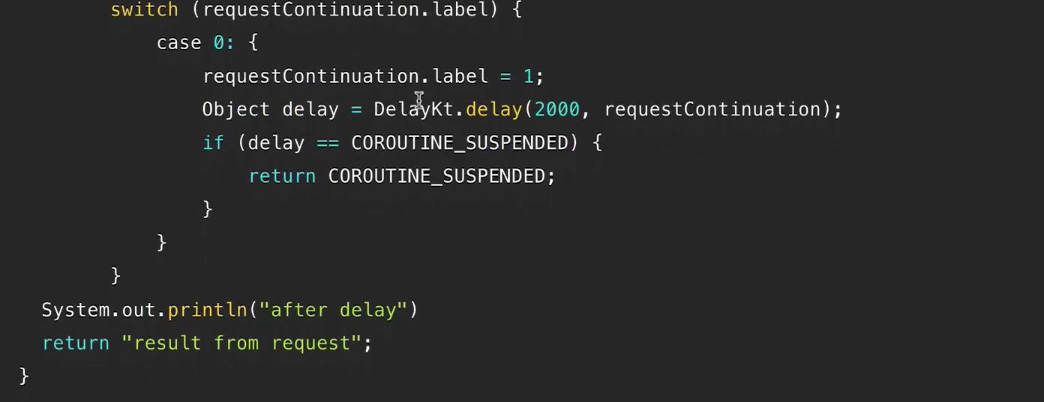 switch (requestContinuation.label) {
case 0: {
requestContinuation.label = 1;
Object delay = DelayKt.delay(2000, requestContinuation);
if (delay == COROUTINE_SUSPENDED) {
return COROUTINE_SUSPENDED;
}
}
}
System.out.println("after delay")
return "result from request";
}